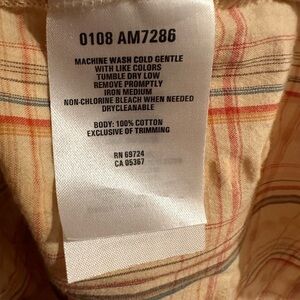 0108 AM7286
MACHINE WASH COLD GENTLE
WITH LIKE COLORS
TUMBLE DRY LOW
REMOVE PROMPTLY
IRON MEDIUM
NON-CHLORINE BLEACH WHEN NEEDED
DRYCLEANABLE
BODY: 100% COTTON
EXCLUSIVE OF TRIMMING
RN 69724
CA 05367